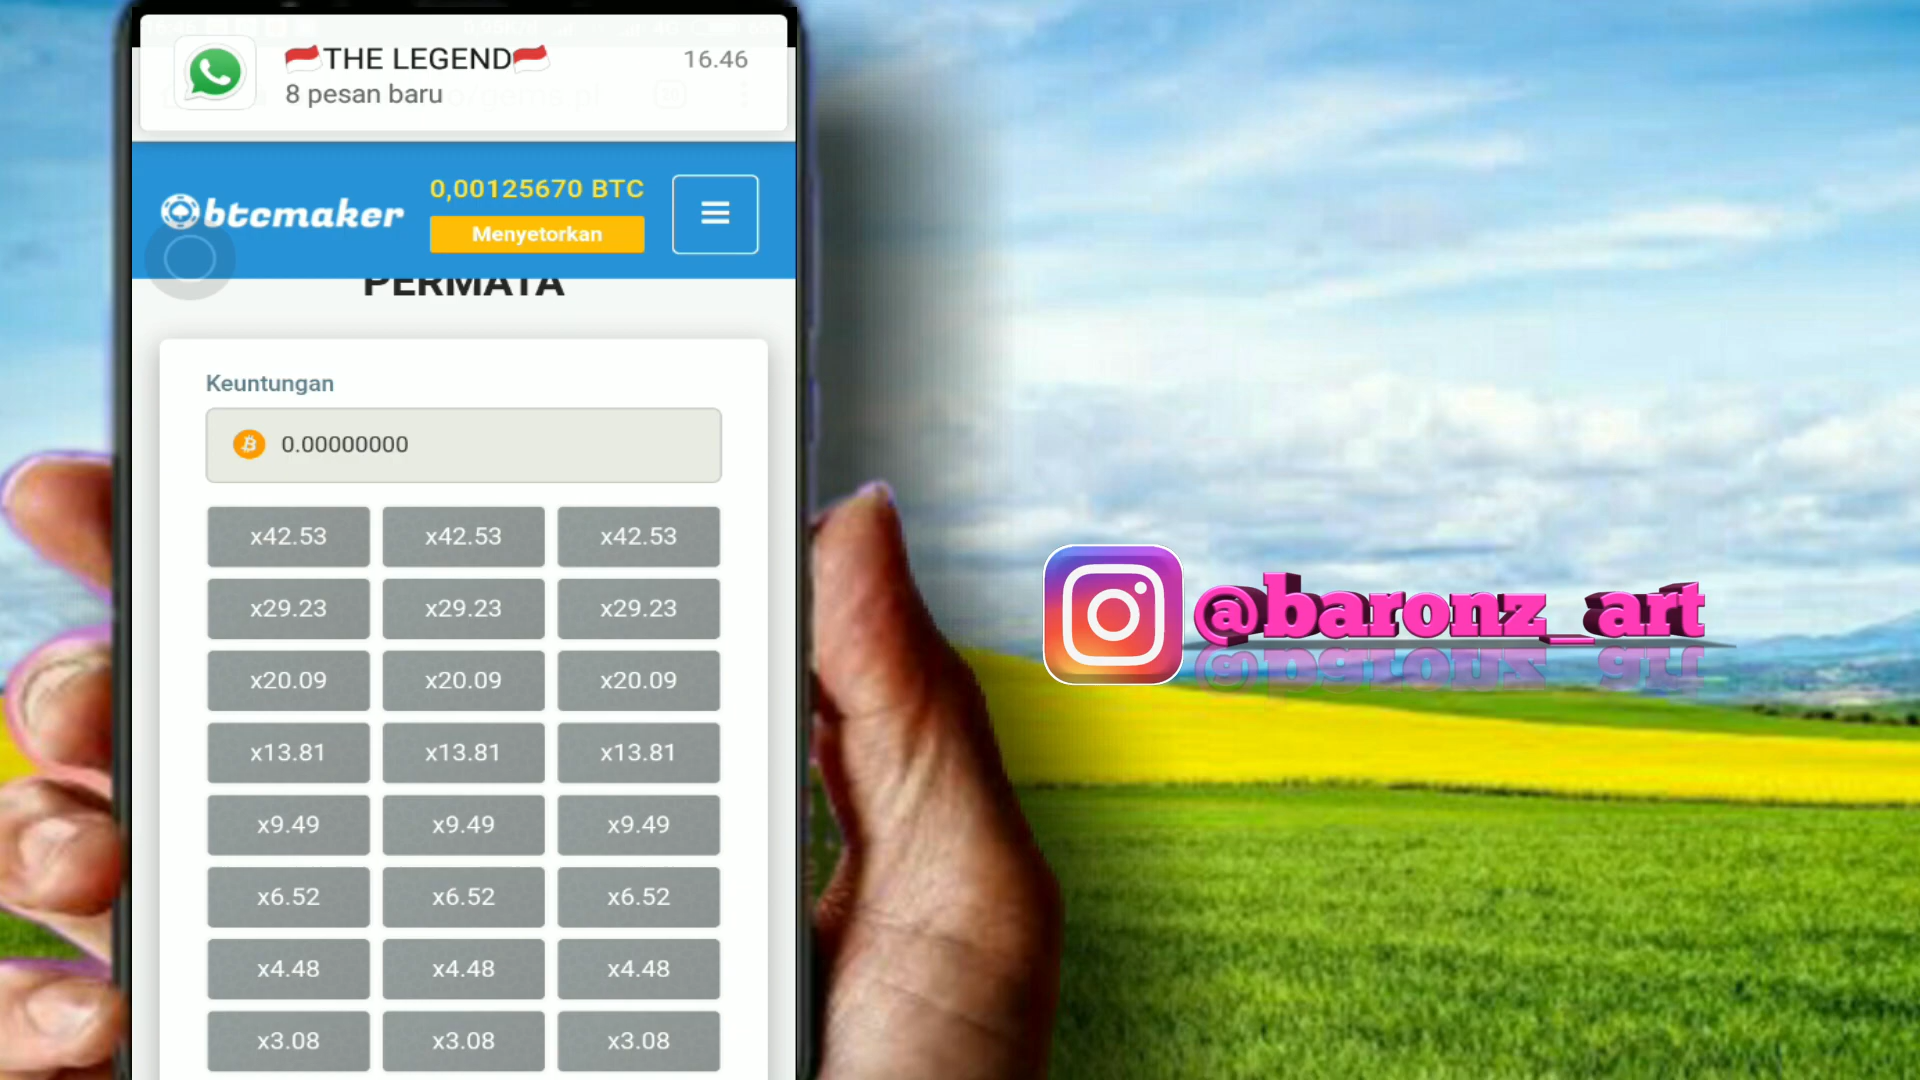 🇮🇩THE LEGEND🇮🇩
16.46
8 pesan baru
btcmaker
0,00125670 BTC
Menyetorkan
PERMATA
Keuntungan
0.00000000
x42.53 x42.53 x42.53
x29.23 x29.23 x29.23
x20.09 x20.09 x20.09
x13.81 x13.81 x13.81
x9.49 x9.49 x9.49
x6.52 x6.52 x6.52
x4.48 x4.48 x4.48
x3.08 x3.08 x3.08
@baronz_art